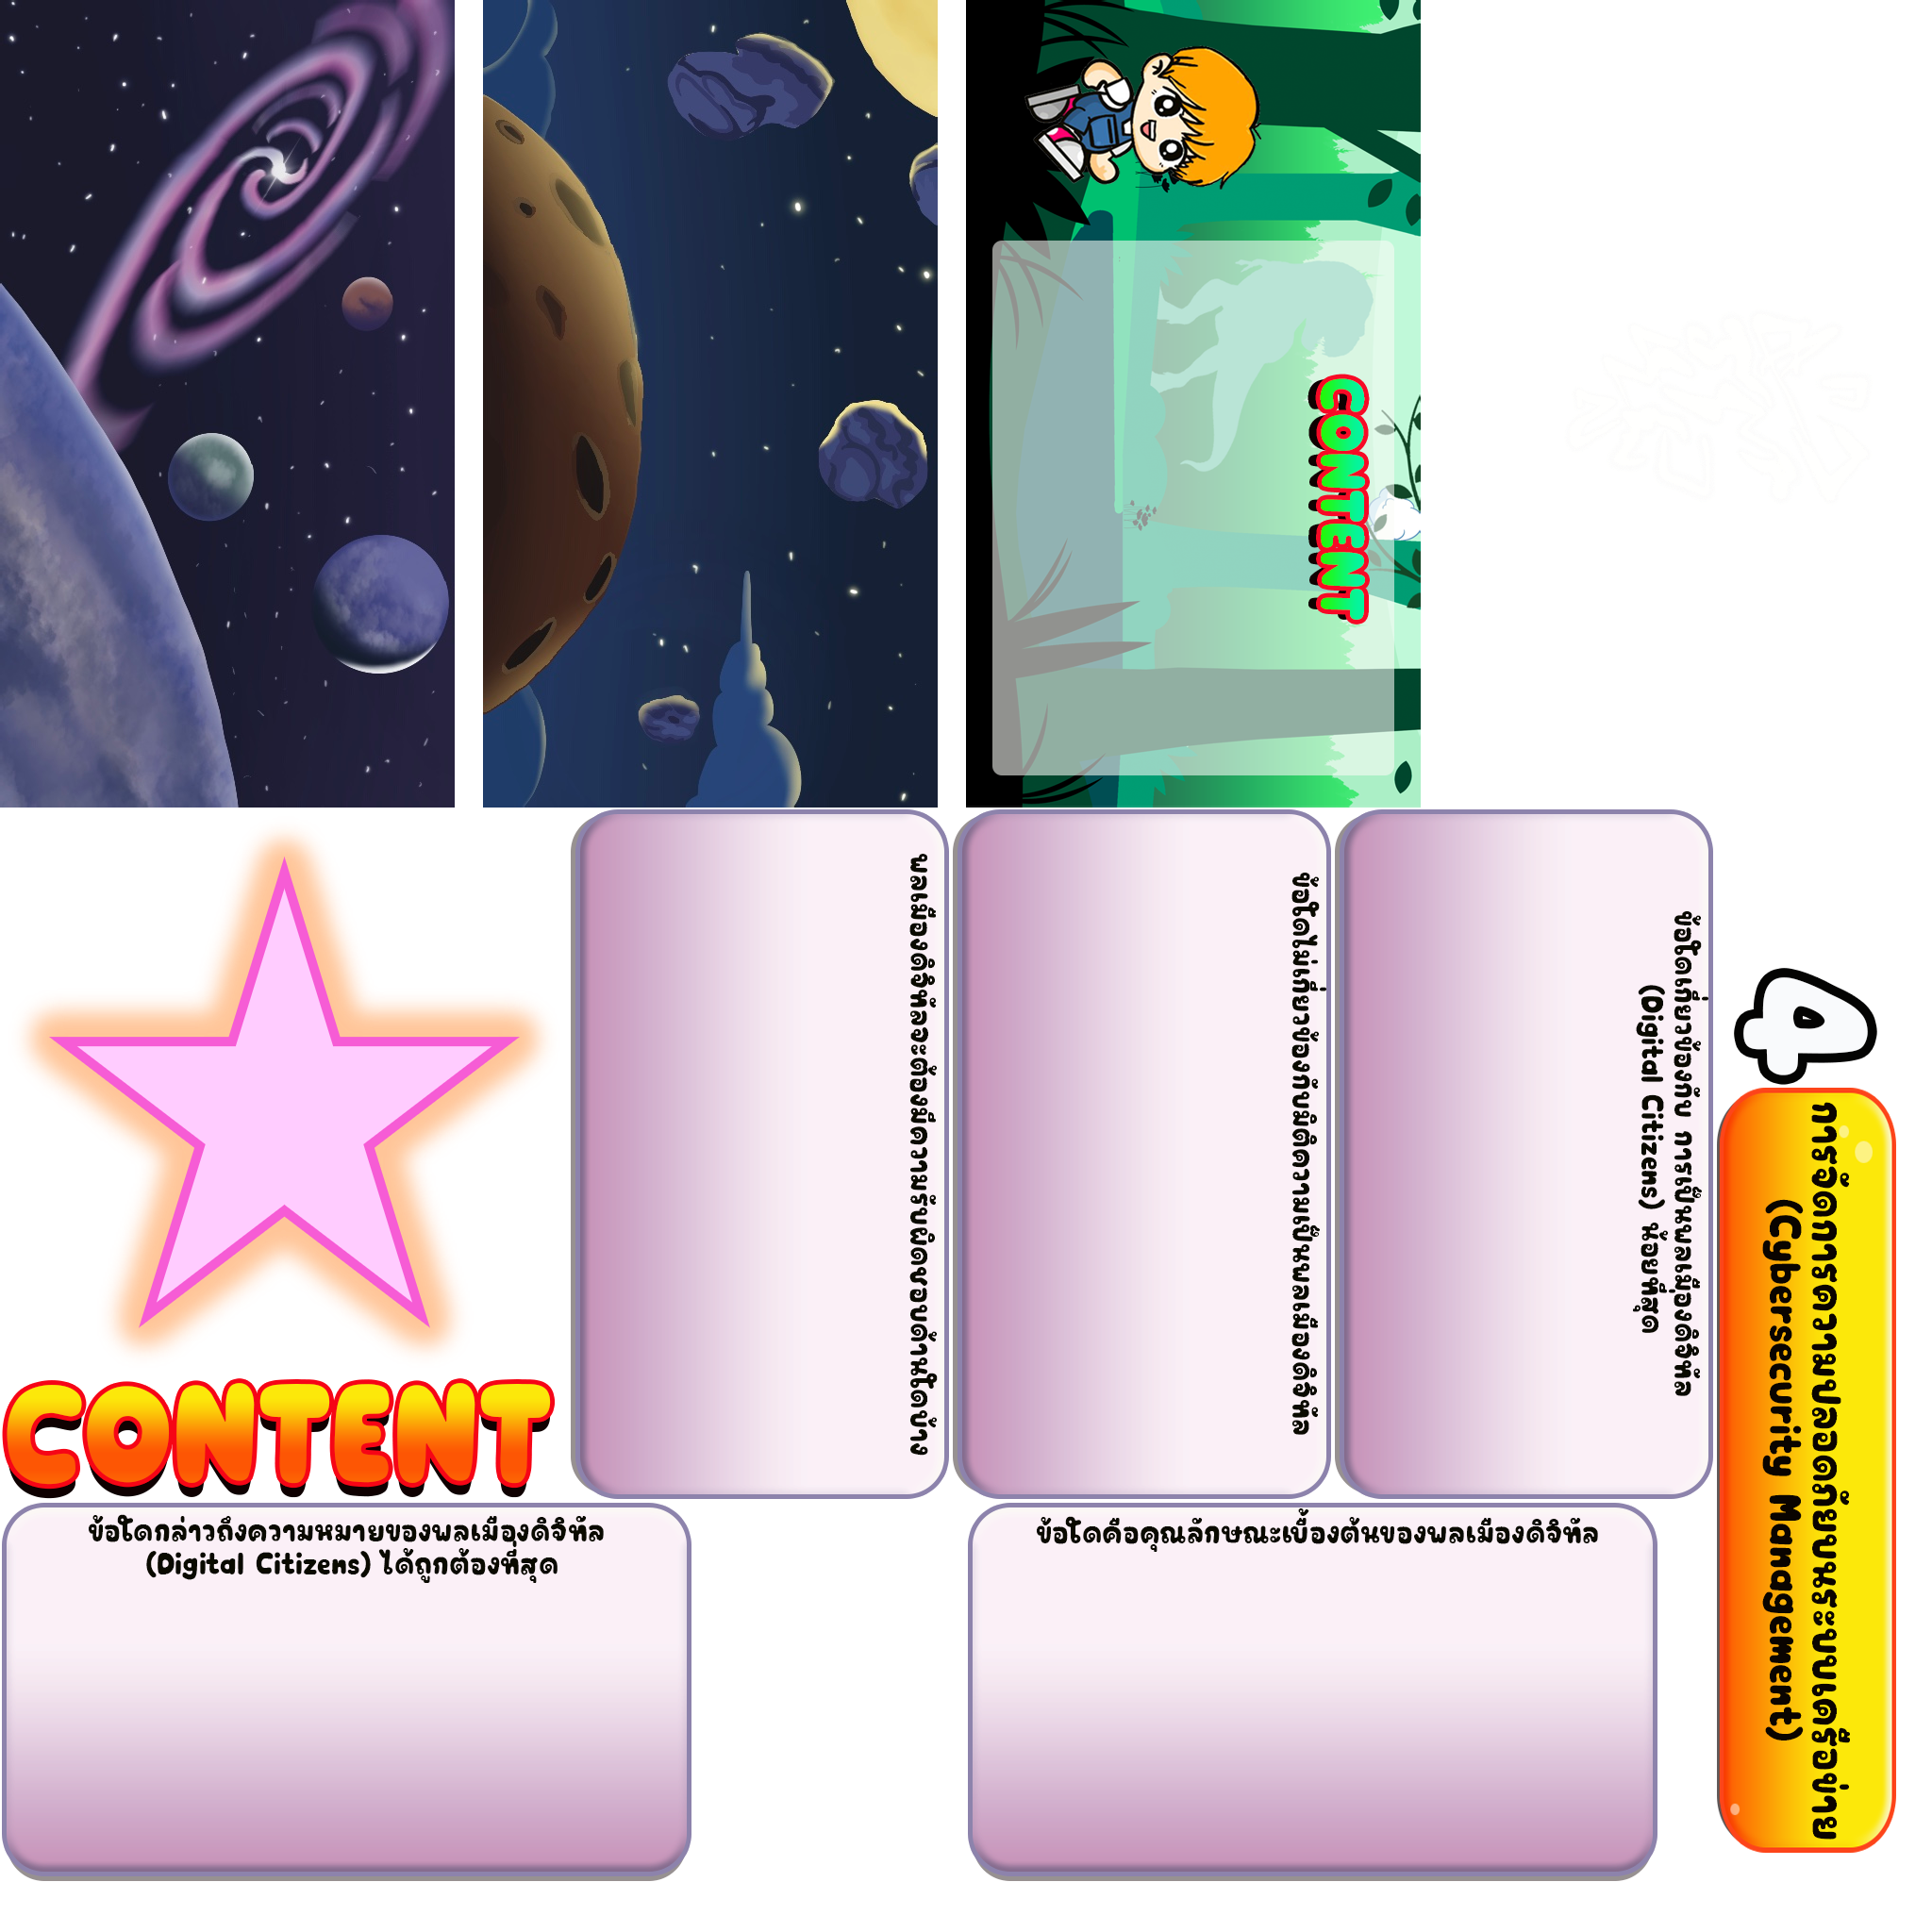 CONTENT
พลเมืองดิจิทัลจะต้องมีความรับผิดชอบด้านใดบ้าง
ข้อใดไม่เกี่ยวข้องกับมิติความเป็นพลเมืองดิจิทัล
ข้อใดเกี่ยวข้องกับ การเป็นพลเมืองดิจิทัล
(Digital Citizens) น้อยที่สุด
4
การจัดการความปลอดภัยบนระบบเครือข่าย
(Cybersecurity Management)
CONTENT
ข้อใดกล่าวถึงความหมายของพลเมืองดิจิทัล
(Digital Citizens) ได้ถูกต้องที่สุด
ข้อใดคือคุณลักษณะเบื้องต้นของพลเมืองดิจิทัล